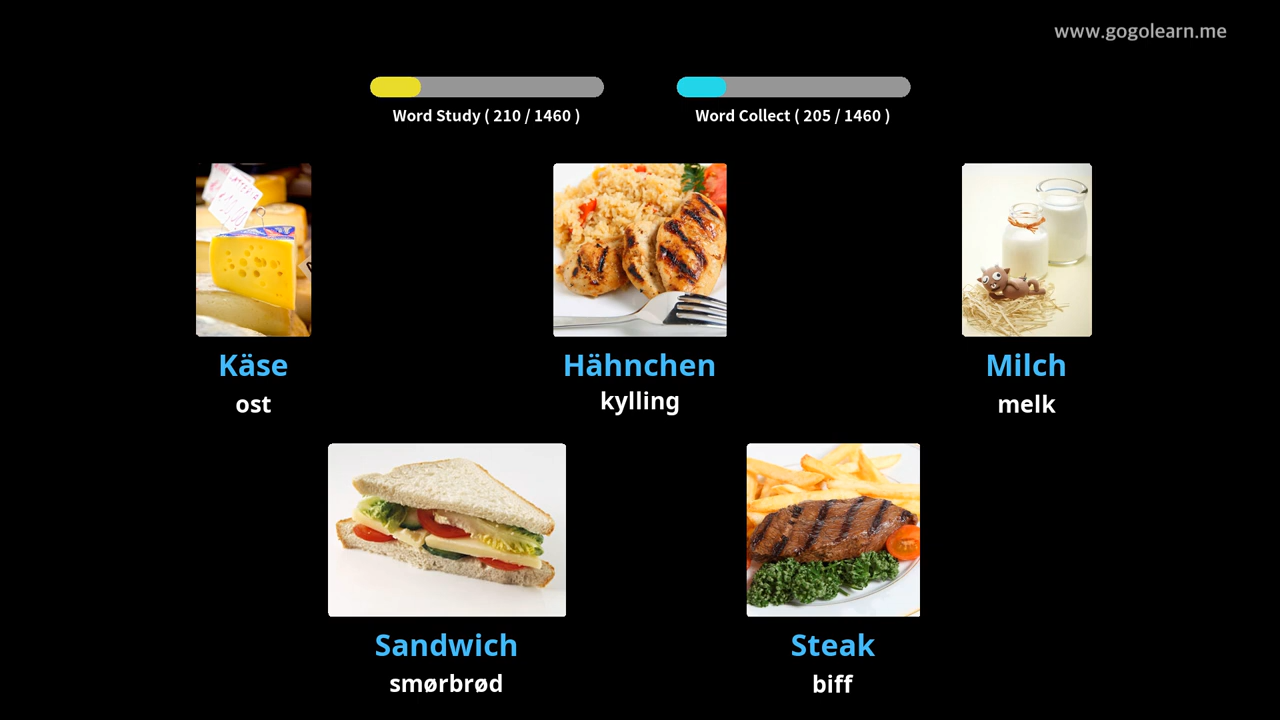 www.gogolearn.me
Word Study ( 210 / 1460 )
Word Collect ( 205 / 1460 )
Käse
ost
Hähnchen
kylling
Milch
melk
Sandwich
smørbrød
Steak
biff